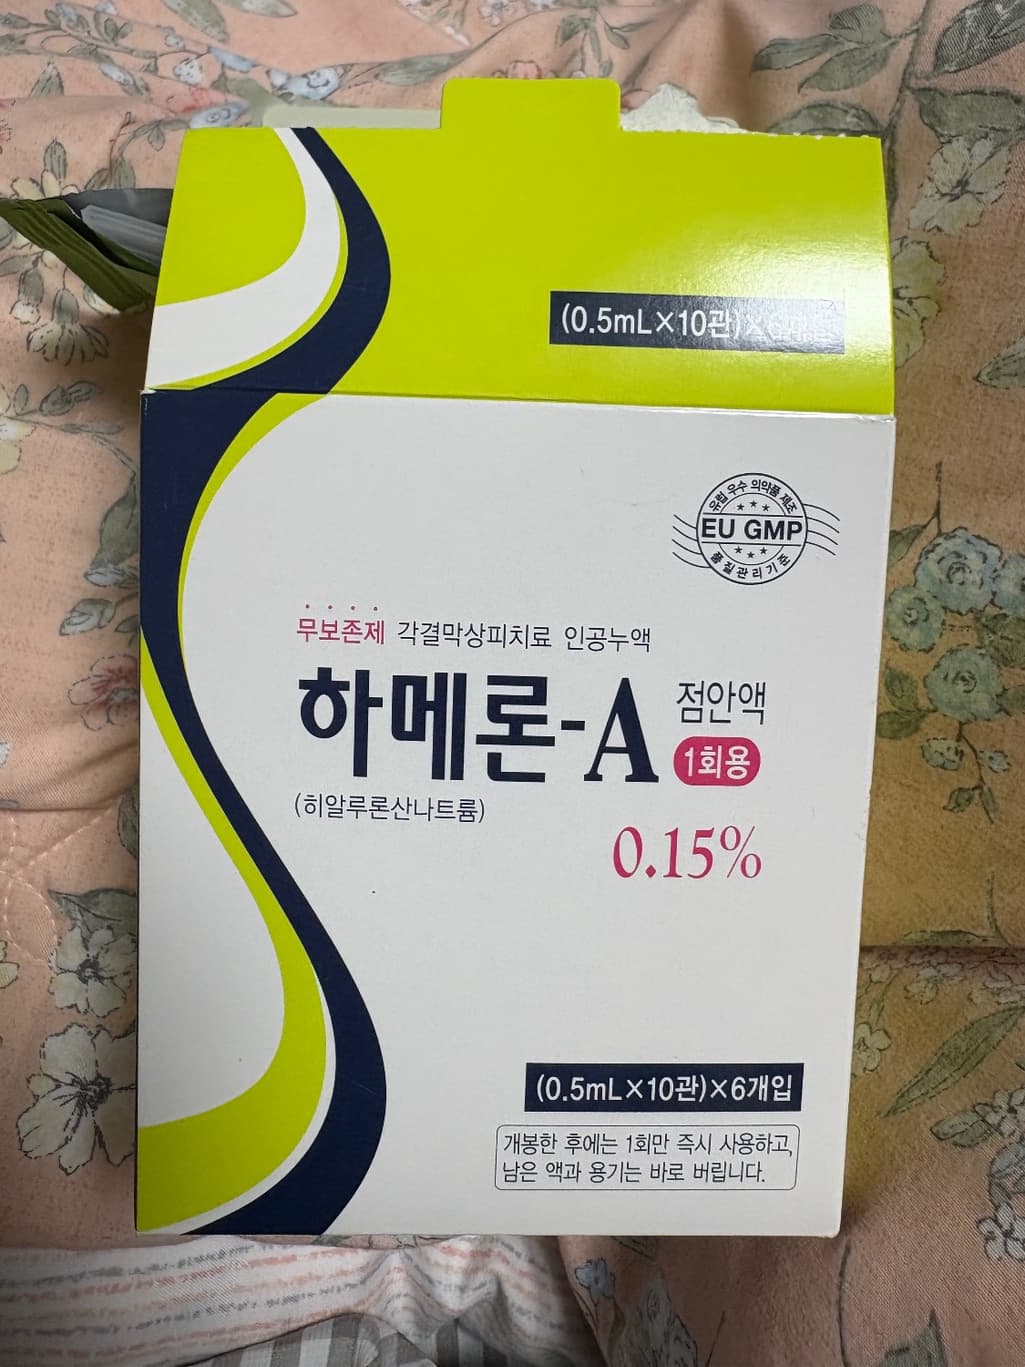 (0.5mL×10관)×6개입
유럽 우수 의약품 제조
EU GMP
품질관리기준
무보존제 각결막상피치료 인공누액
하메론-A 점안액
1회용
(히알루론산나트륨)
0.15%
(0.5mL×10관)×6개입
개봉한 후에는 1회만 즉시 사용하고,
남은 액과 용기는 바로 버립니다.